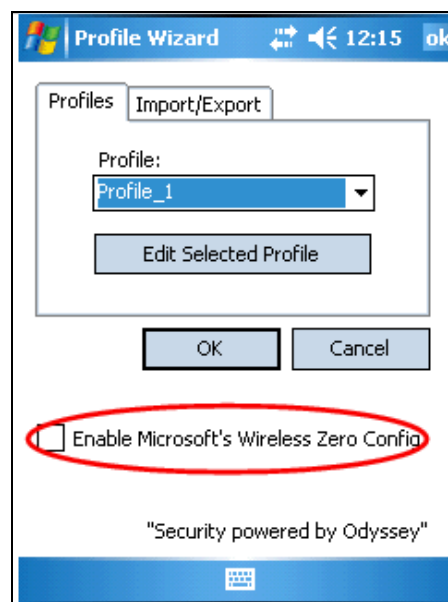 Profile Wizard 12:15 ok
Profiles Import/Export
Profile:
Profile_1
Edit Selected Profile
OK Cancel
Enable Microsoft's Wireless Zero Config
"Security powered by Odyssey"